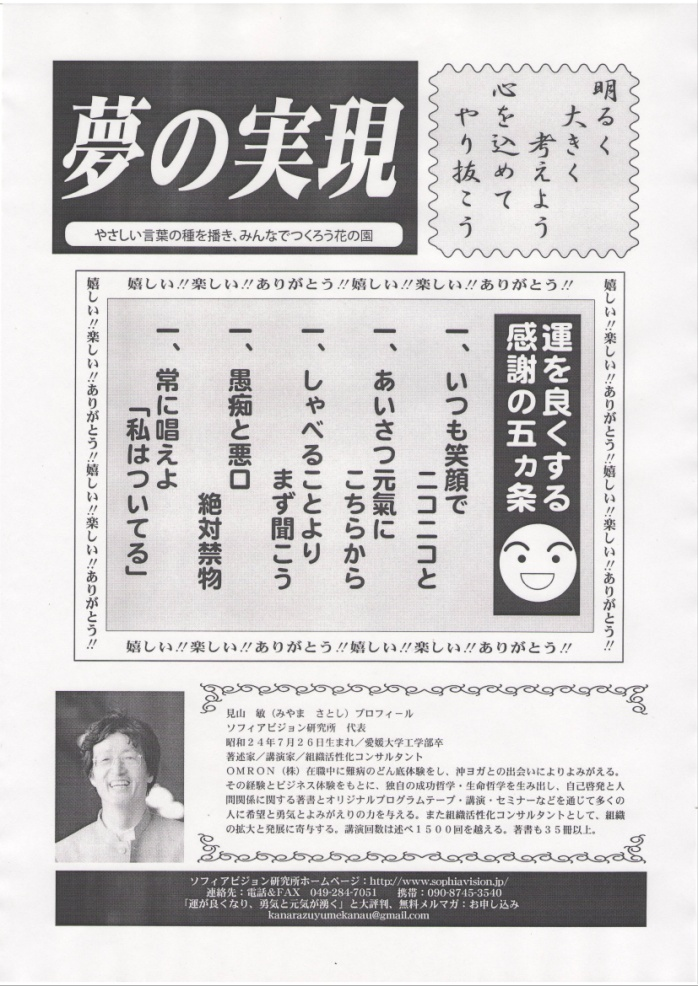 夢の実現
やさしい言葉の種を播き、みんなでつくろう花の園
明るく
大きく
考えよう
心を込めて
やり抜こう
嬉しい!!楽しい!!ありがとう!!嬉しい!!楽しい!!ありがとう!!
嬉しい!!楽しい!!ありがとう!!嬉しい!!楽しい!!ありがとう!!
運を良くする
感謝の五ヵ条
一、いつも笑顔で
ニコニコと
一、あいさつ元氣に
こちらから
一、しゃべることより
まず聞こう
一、愚痴と悪口
絶対禁物
一、常に唱えよ
「私はついてる」
嬉しい!!楽しい!!ありがとう!!嬉しい!!楽しい!!ありがとう!!
嬉しい!!楽しい!!ありがとう!!嬉しい!!楽しい!!ありがとう!!
見山 敏（みやま さとし）プロフィール
ソフィアビジョン研究所 代表
昭和24年7月26日生まれ／愛媛大学工学部卒
著述家／講演家／組織活性化コンサルタント
OMRON（株）在職中に難病のどん底体験をし、沖ヨガとの出会いによりよみがえる。
その経験とビジネス体験をもとに、独自の成功哲学・生命哲学を生み出し、自己啓発と人
間関係に関する著書とオリジナルプログラムテープ・講演・セミナーなどを通じて多くの
人に希望と勇気とよみがえりの力を与える。また組織活性化コンサルタントとして、組織
の拡大と発展に寄与する。講演回数は述べ1500回を越える。著書も35冊以上。
ソフィアビジョン研究所ホームページ：http://www.sophiavision.jp/
連絡先：電話＆FAX 049-284-7051 携帯：090-8745-3540
「運が良くなり、勇気と元気が湧く」と大評判、無料メルマガ：お申し込み
kanarazuyumekanau@gmail.com